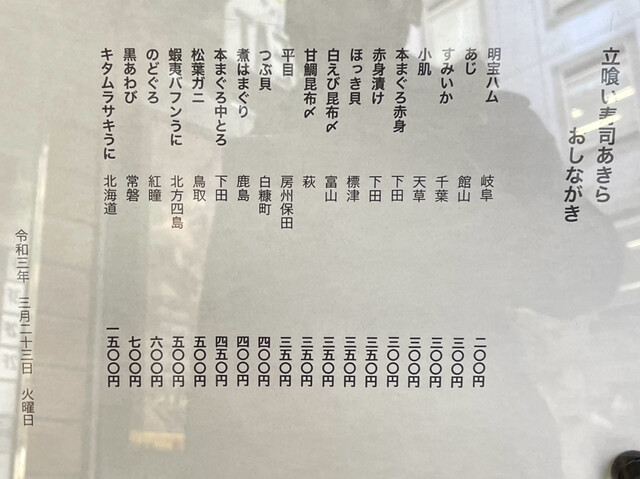 立喰い寿司あきら
おしながき
明宝ハム 岐阜 二〇〇円
あじ 館山 三〇〇円
すみいか 千葉 三〇〇円
小肌 天草 三〇〇円
本まぐろ赤身 下田 三〇〇円
赤身漬け 下田 三五〇円
ほっき貝 標津 三五〇円
白えび昆布〆 富山 三五〇円
甘鯛昆布〆 萩 三五〇円
平目 房州保田 三五〇円
つぶ貝 白糠町 四〇〇円
煮はまぐり 鹿島 四〇〇円
本まぐろ中とろ 下田 四五〇円
松葉ガニ 鳥取 五〇〇円
蝦夷バフンうに 北方四島 五〇〇円
のどぐろ 紅瞳 六〇〇円
黒あわび 常磐 七〇〇円
キタムラサキうに 北海道 一五〇〇円
令和三年 三月二十三日 火曜日